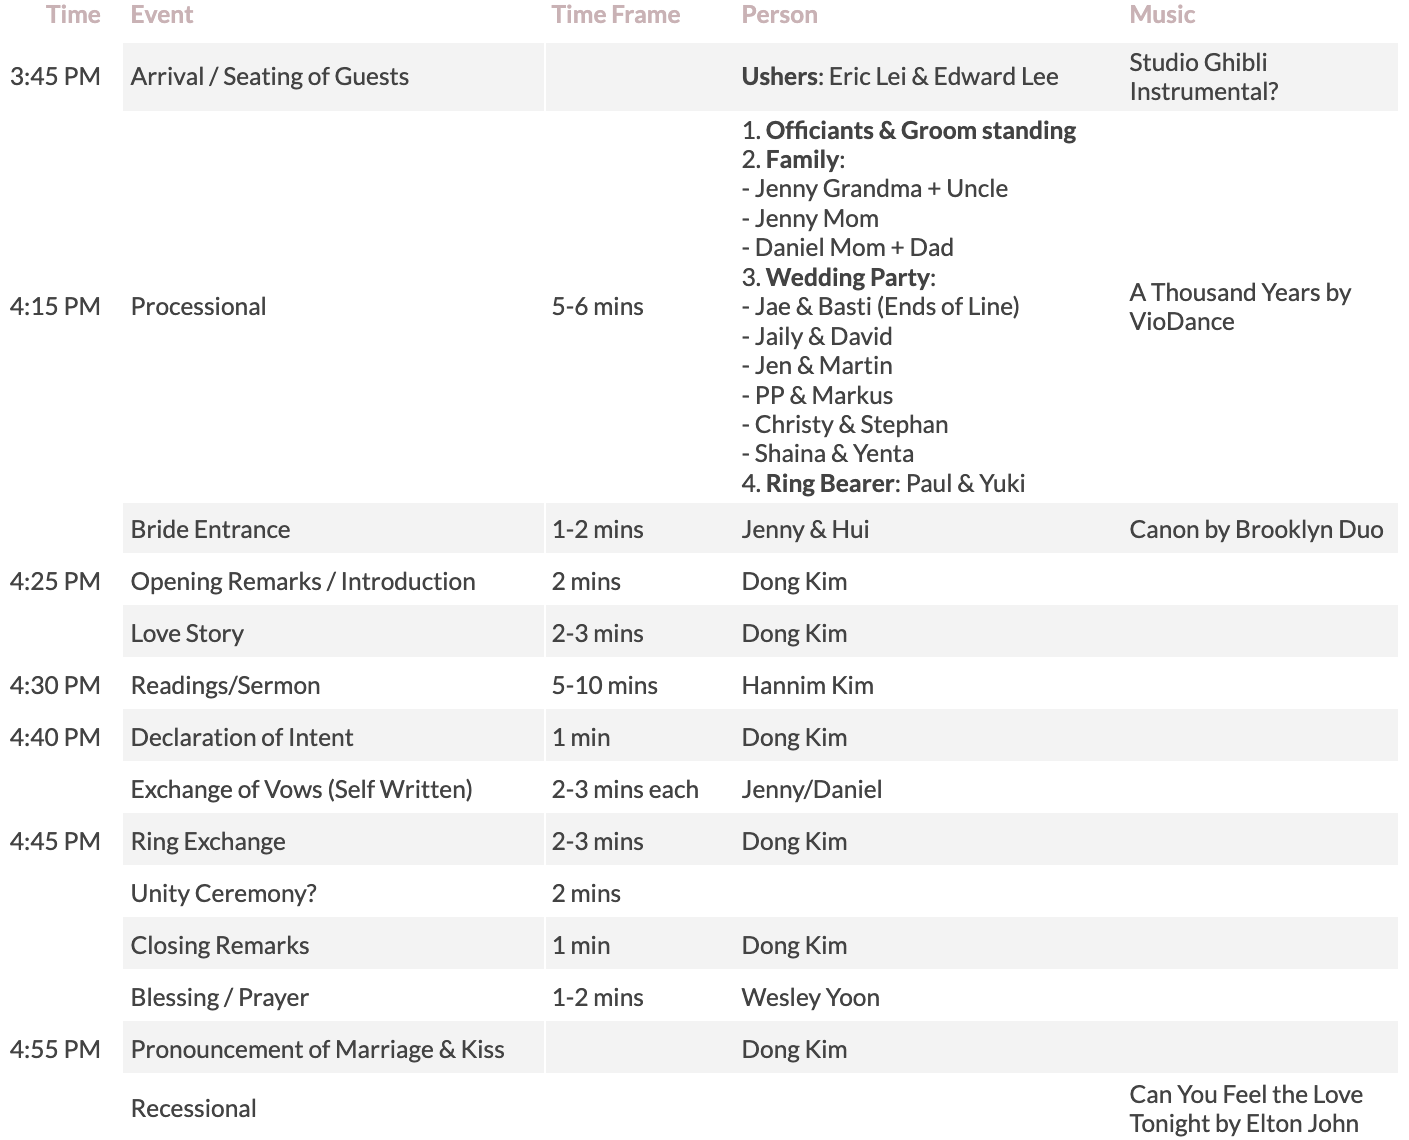 Time Event Time Frame Person Music
3:45 PM Arrival / Seating of Guests Ushers: Eric Lei & Edward Lee Studio Ghibli
Instrumental?
1. Officiants & Groom standing
2. Family:
- Jenny Grandma + Uncle
- Jenny Mom
- Daniel Mom + Dad
3. Wedding Party:
4:15 PM Processional 5-6 mins - Jae & Basti (Ends of Line) A Thousand Years by
VioDance
- Jaily & David
- Jen & Martin
- PP & Markus
- Christy & Stephan
- Shaina & Yenta
4. Ring Bearer: Paul & Yuki
Bride Entrance 1-2 mins Jenny & Hui Canon by Brooklyn Duo
4:25 PM Opening Remarks / Introduction 2 mins Dong Kim
Love Story 2-3 mins Dong Kim
4:30 PM Readings/Sermon 5-10 mins Hannim Kim
4:40 PM Declaration of Intent 1 min Dong Kim
Exchange of Vows (Self Written) 2-3 mins each Jenny/Daniel
4:45 PM Ring Exchange 2-3 mins Dong Kim
Unity Ceremony? 2 mins
Closing Remarks 1 min Dong Kim
Blessing / Prayer 1-2 mins Wesley Yoon
4:55 PM Pronouncement of Marriage & Kiss Dong Kim
Recessional Can You Feel the Love
Tonight by Elton John